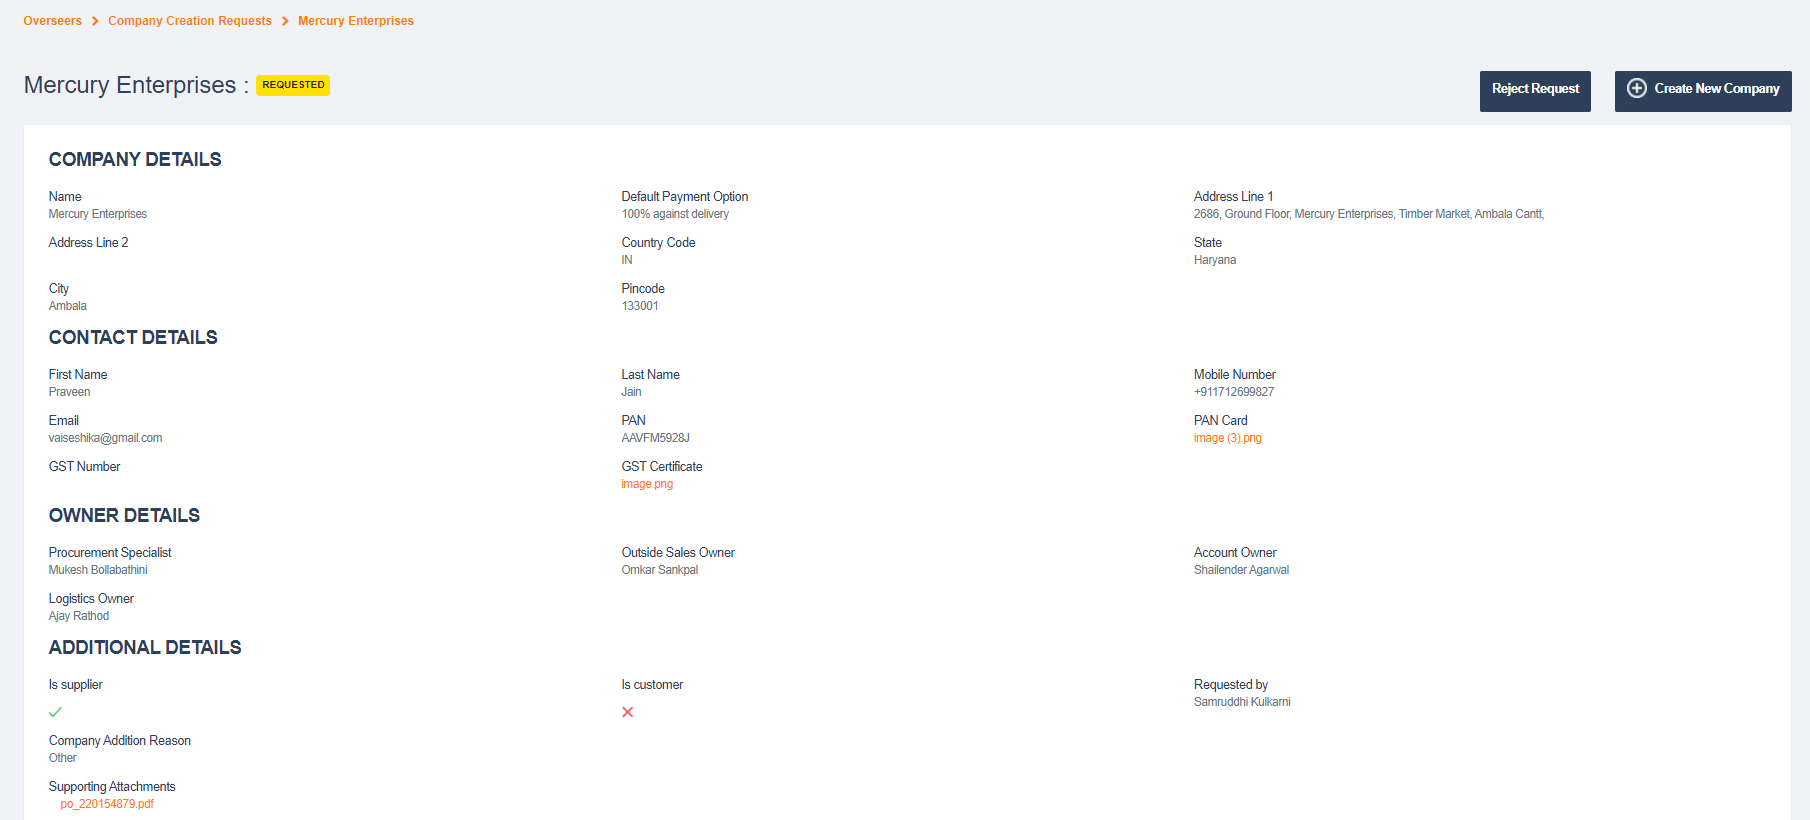 Overseers > Company Creation Requests > Mercury Enterprises
Mercury Enterprises : REQUESTED
Reject Request
Create New Company
COMPANY DETAILS
Name
Mercury Enterprises
Default Payment Option
100% against delivery
Address Line 1
2686, Ground Floor, Mercury Enterprises, Timber Market, Ambala Cantt,
Address Line 2
Country Code
IN
State
Haryana
City
Ambala
Pincode
133001
CONTACT DETAILS
First Name
Praveen
Last Name
Jain
Mobile Number
+911712699827
Email
vaiseshika@gmail.com
PAN
AAVFM5928J
PAN Card
image (3).png
GST Number
GST Certificate
image.png
OWNER DETAILS
Procurement Specialist
Mukesh Bollabathini
Outside Sales Owner
Omkar Sankpal
Account Owner
Shailender Agarwal
Logistics Owner
Ajay Rathod
ADDITIONAL DETAILS
Is supplier
Is customer
Requested by
Samruddhi Kulkarni
Company Addition Reason
Other
Supporting Attachments
po_220154879.pdf